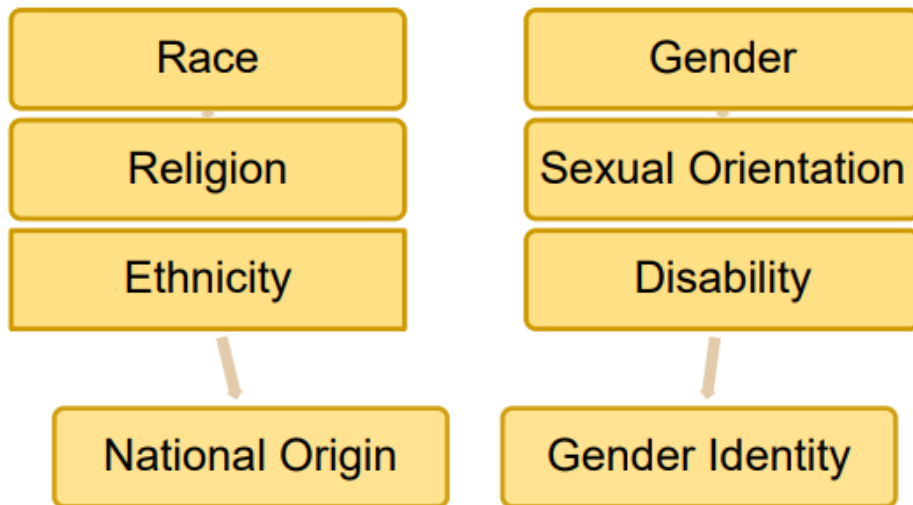 Race
Religion
Ethnicity
National Origin
Gender
Sexual Orientation
Disability
Gender Identity